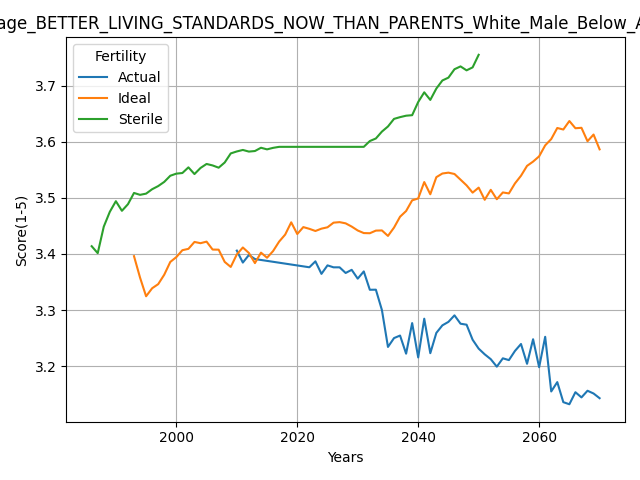 age_BETTER_LIVING_STANDARDS_NOW_THAN_PARENTS_White_Male_Below_A
Fertility
Actual
Ideal
Sterile
Score(1-5)
3.7
3.6
3.5
3.4
3.3
3.2
2000
2020
2040
2060
Years